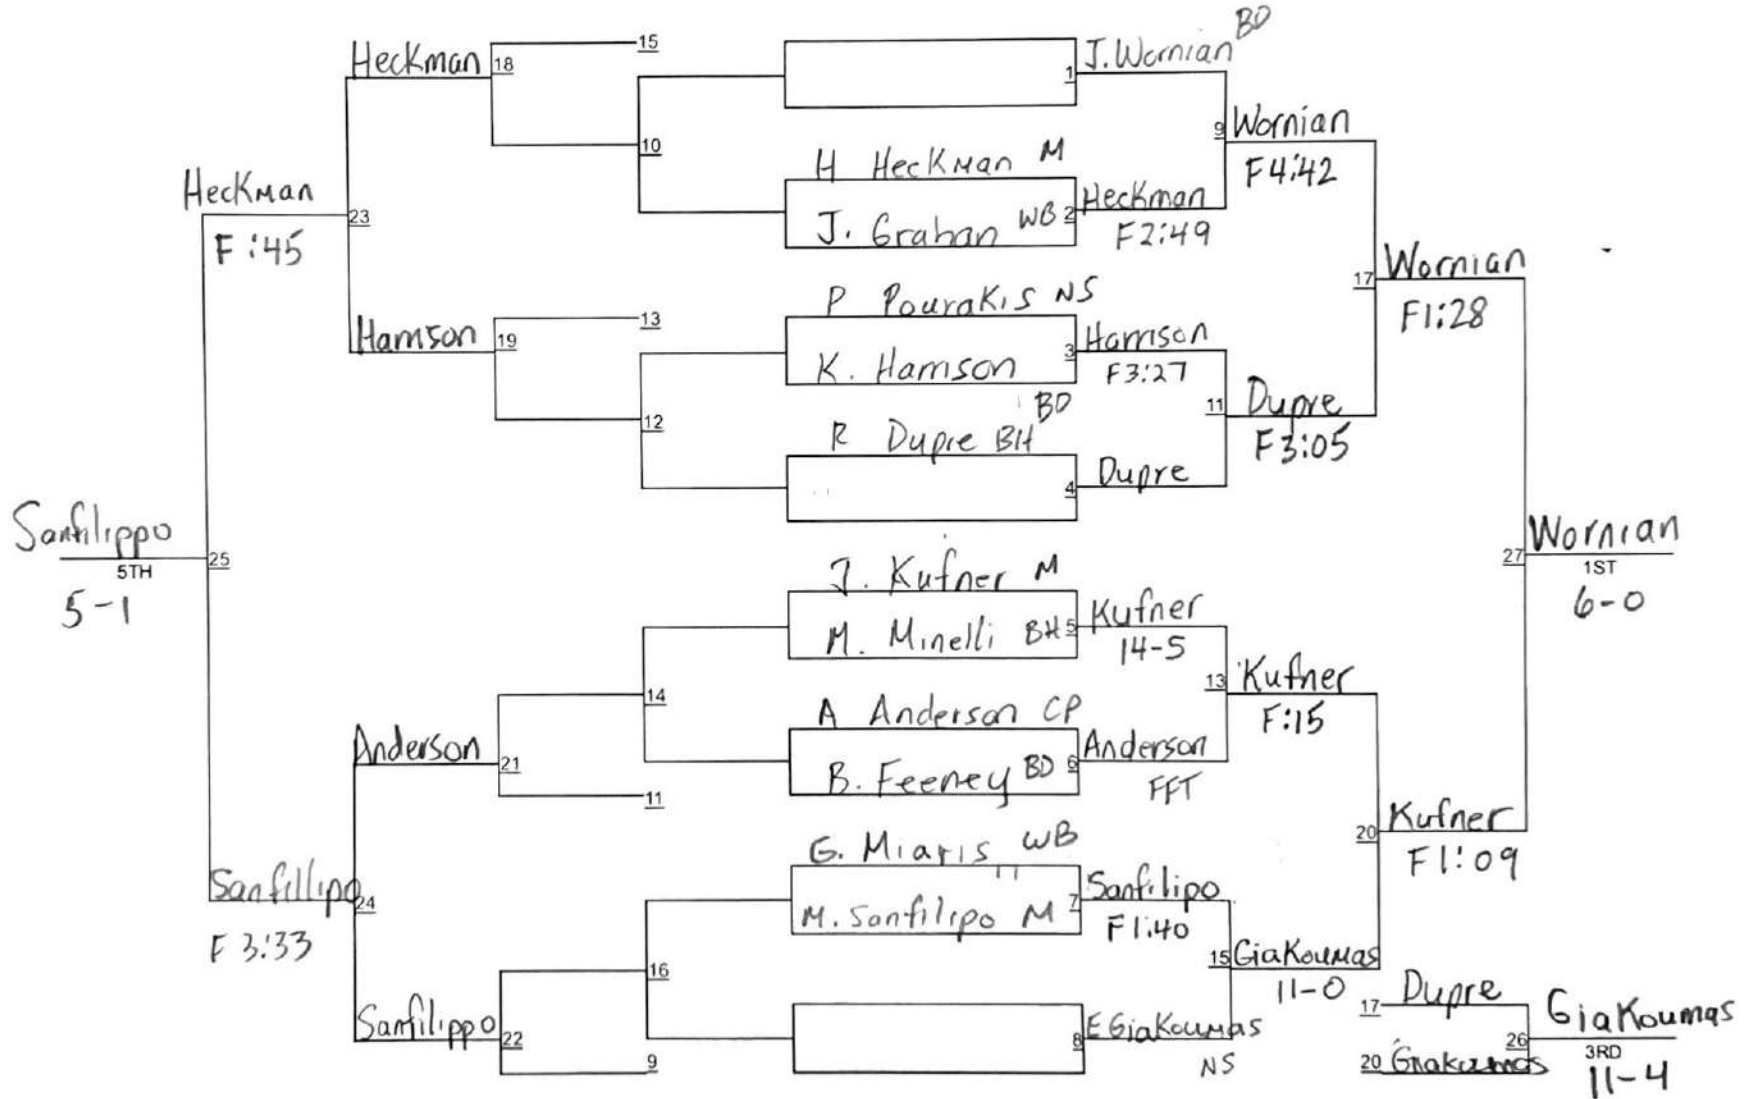 Heckman 18
15
10
Heckman
F :45
23
Hamson 19
13
12
Sanfilippo
5TH
5-1
25
14
Anderson 21
11
Sanfillipo
F 3:33
24
16
Sanfilippo 22
9
1 J. Wornian BD
H Heckman M
J. Grahan WB 2 Heckman
F2:49
P Pourakis NS
K. Hamson 3 Hamson
BD F3:27
R Dupre BH
4 Dupre
J. Kufner M
M. Minelli BH 5 Kufner
14-5
A Anderson CP
B. Feeney BD 6 Anderson
FFT
G. Miaris WB
M. Sanfilipo M 7 Sanfilipo
F1:40
8 E Giakoumas
NS
9 Wornian
F4:42
11 Dupre
F3:05
13 Kufner
F:15
15 Giakoumas
11-0
17 Wornian
F1:28
20 Kufner
F1:09
27 Wornian
1ST
6-0
17 Dupre
20 Giakoumas
26 Giakoumas
3RD
11-4